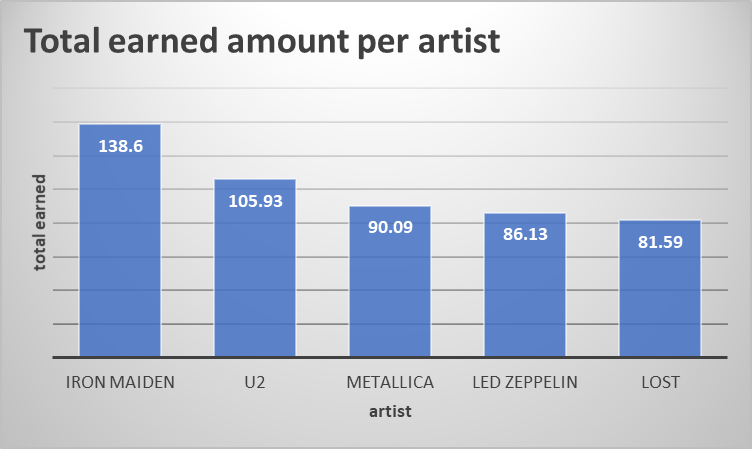 Total earned amount per artist
total earned
138.6
105.93
90.09
86.13
81.59
IRON MAIDEN
U2
METALLICA
LED ZEPPELIN
LOST
artist